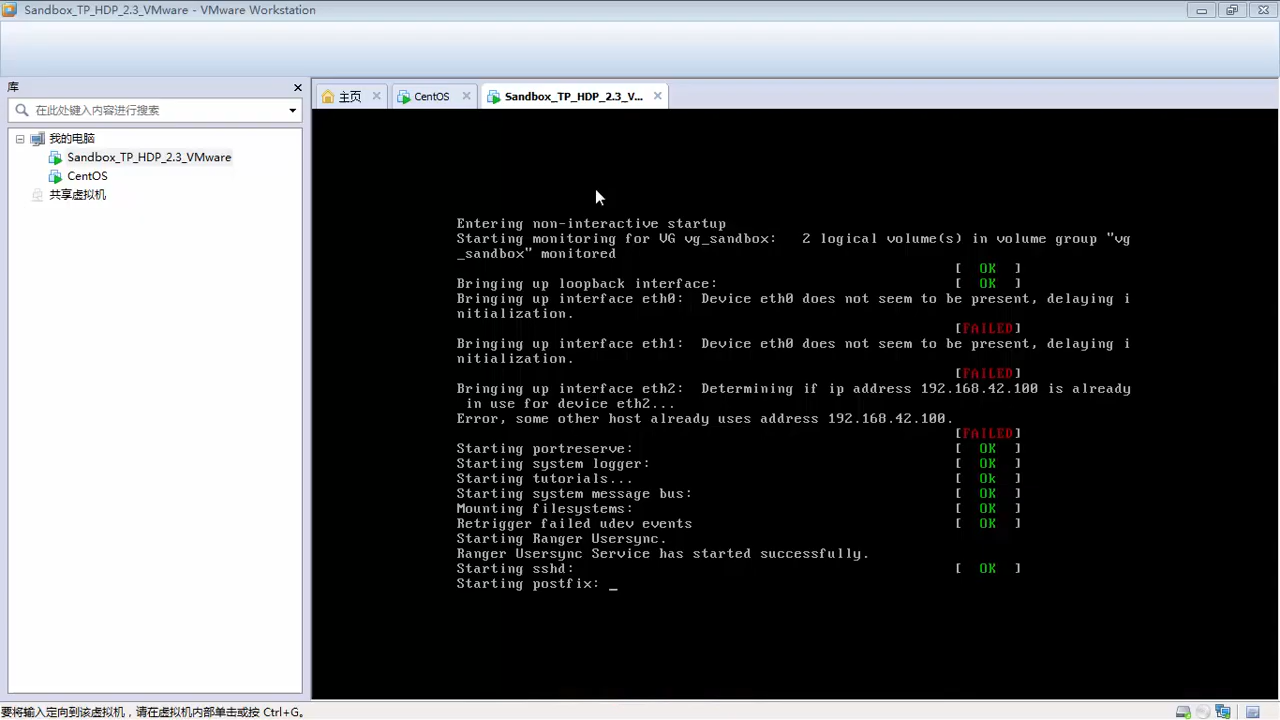 Sandbox_TP_HDP_2.3_VMware - VMware Workstation
库
在此处键入内容进行搜索
我的电脑
Sandbox_TP_HDP_2.3_VMware
CentOS
共享虚拟机
主页
CentOS
Sandbox_TP_HDP_2.3_V...
Entering non-interactive startup
Starting monitoring for VG vg_sandbox:   2 logical volume(s) in volume group "vg
_sandbox" monitored
[  OK  ]
Bringing up loopback interface: [  OK  ]
Bringing up interface eth0:  Device eth0 does not seem to be present, delaying i
nitialization.
[FAILED]
Bringing up interface eth1:  Device eth0 does not seem to be present, delaying i
nitialization.
[FAILED]
Bringing up interface eth2:  Determining if ip address 192.168.42.100 is already
in use for device eth2...
Error, some other host already uses address 192.168.42.100.
[FAILED]
Starting portreserve: [  OK  ]
Starting system logger: [  OK  ]
Starting tutorials... [  Ok  ]
Starting system message bus: [  OK  ]
Mounting filesystems: [  OK  ]
Retrigger failed udev events [  OK  ]
Starting Ranger Usersync.
Ranger Usersync Service has started successfully.
Starting sshd: [  OK  ]
Starting postfix: _
要将输入定向到该虚拟机，请在虚拟机内部单击或按 Ctrl+G。